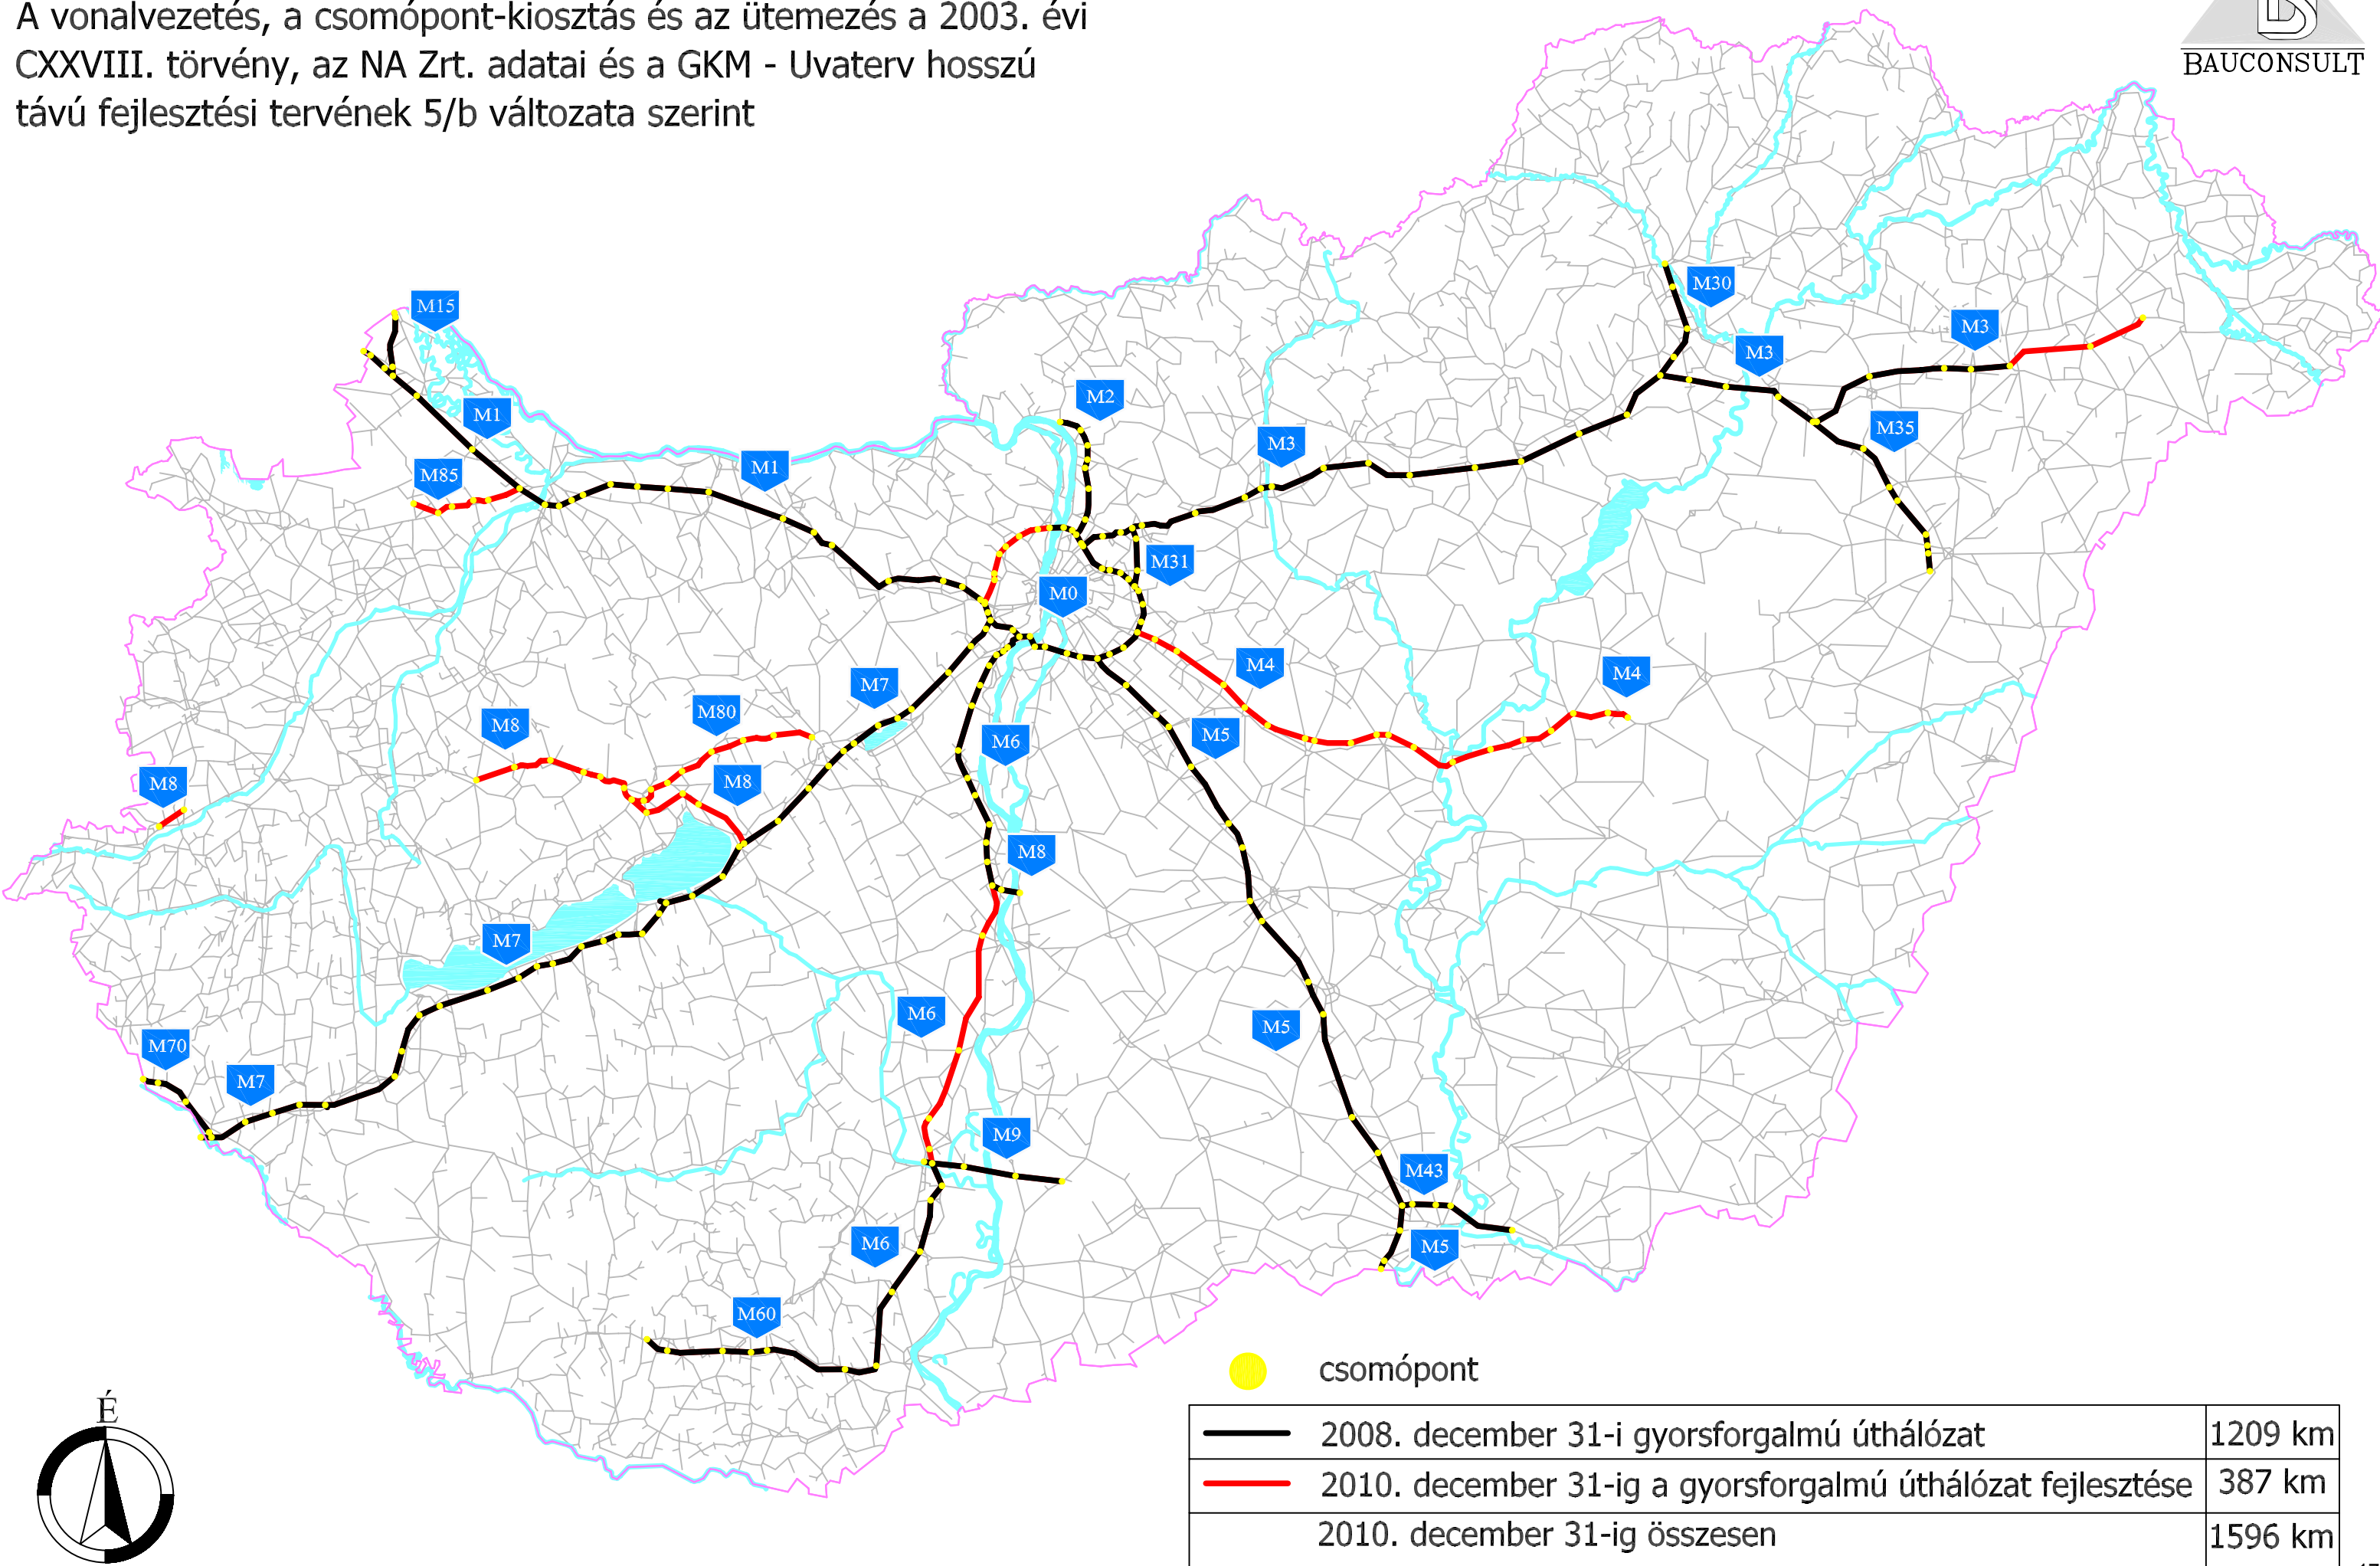 A vonalvezetés, a csomópont-kiosztás és az ütemezés a 2003. évi
CXXVIII. törvény, az NA Zrt. adatai és a GKM - Uvaterv hosszú
távú fejlesztési tervének 5/b változata szerint
BAUCONSULT
M30
M15
M3
M3
M2
M1
M35
M3
M1
M85
M31
M0
M4
M4
M7
M80
M8
M5
M6
M8
M8
M8
M7
M6
M5
M70
M7
M9
M43
M6
M5
M60
csomópont
É
2008. december 31-i gyorsforgalmú úthálózat 1209 km
2010. december 31-ig a gyorsforgalmú úthálózat fejlesztése 387 km
2010. december 31-ig összesen 1596 km